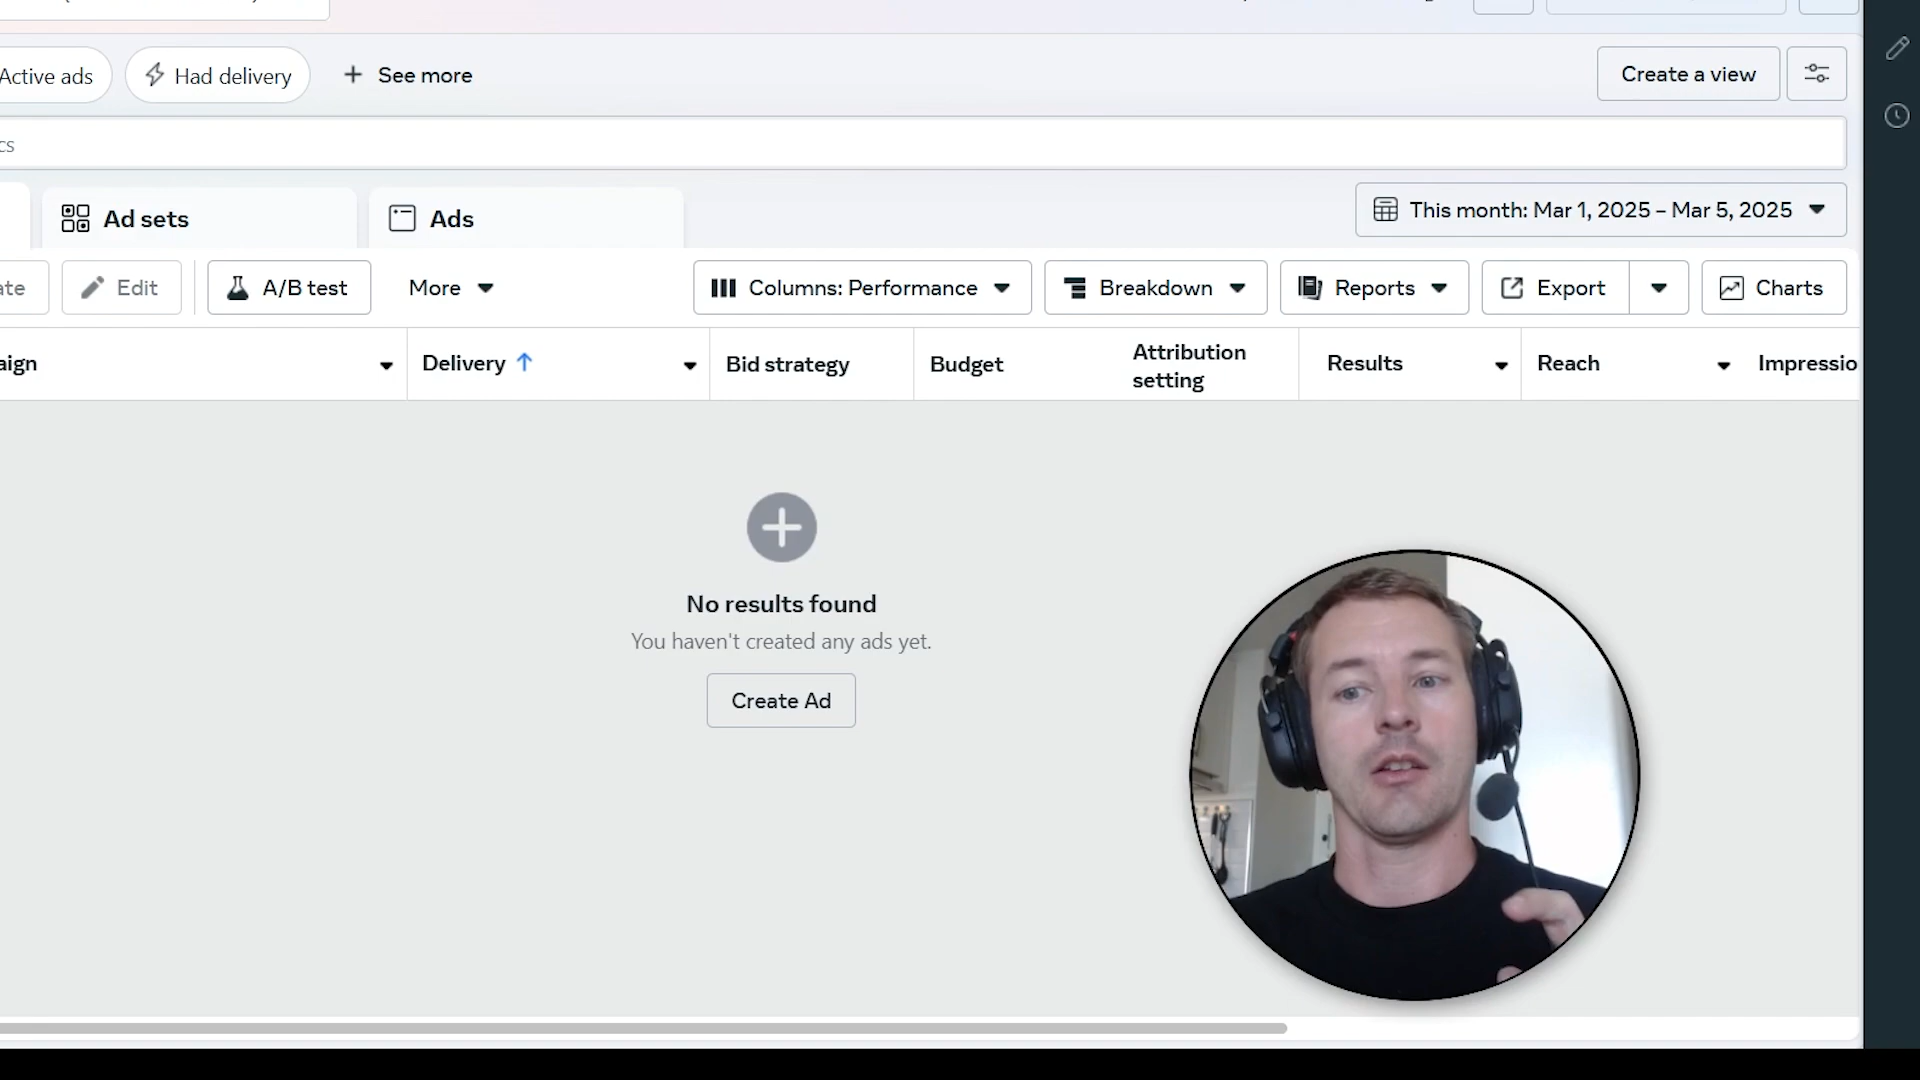 Active ads
Had delivery
See more
Create a view
cs
Ad sets
Ads
This month: Mar 1, 2025 – Mar 5, 2025
ate
Edit
A/B test
More
Columns: Performance
Breakdown
Reports
Export
Charts
aign
Delivery
Bid strategy
Budget
Attribution
setting
Results
Reach
Impressio
No results found
You haven't created any ads yet.
Create Ad